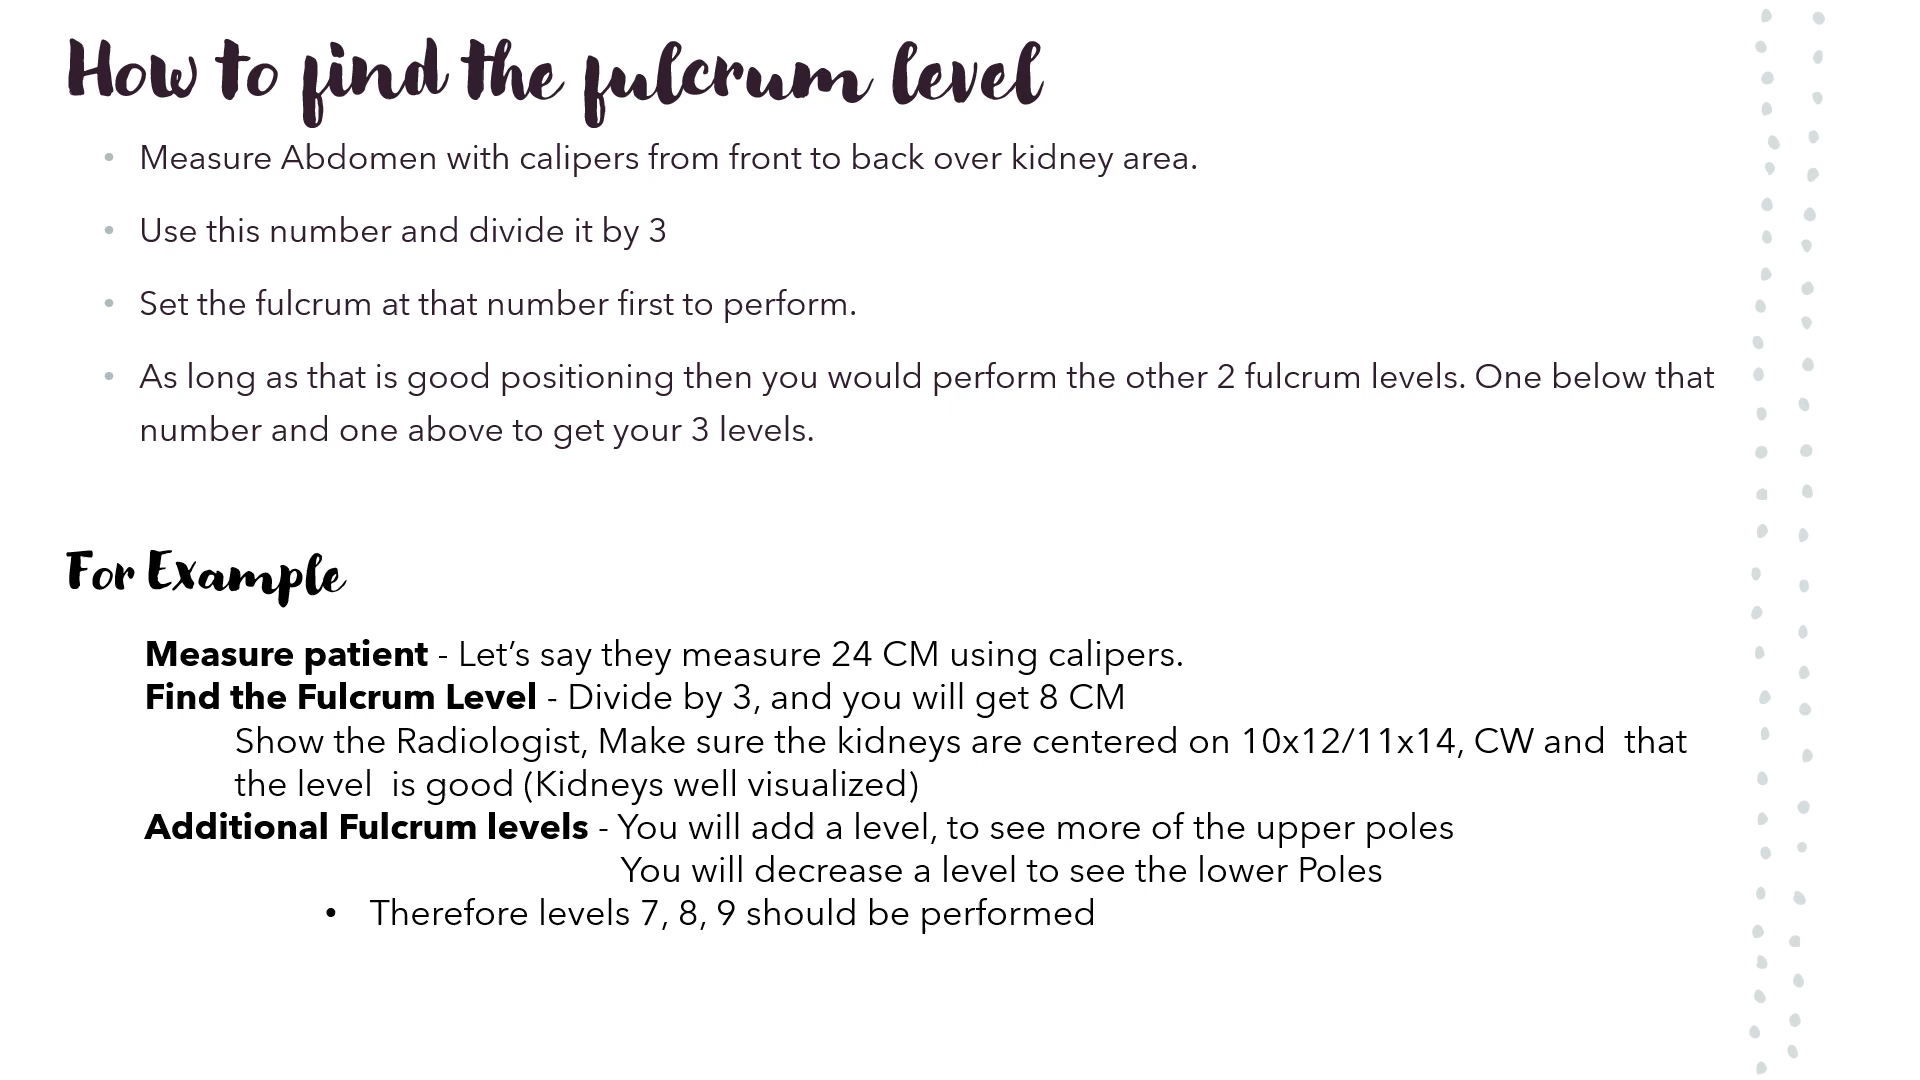 How to find the fulcrum level
• Measure Abdomen with calipers from front to back over kidney area.
• Use this number and divide it by 3
• Set the fulcrum at that number first to perform.
• As long as that is good positioning then you would perform the other 2 fulcrum levels. One below that
number and one above to get your 3 levels.
For Example
Measure patient - Let’s say they measure 24 CM using calipers.
Find the Fulcrum Level - Divide by 3, and you will get 8 CM
Show the Radiologist, Make sure the kidneys are centered on 10x12/11x14, CW and  that
the level  is good (Kidneys well visualized)
Additional Fulcrum levels - You will add a level, to see more of the upper poles
You will decrease a level to see the lower Poles
• Therefore levels 7, 8, 9 should be performed